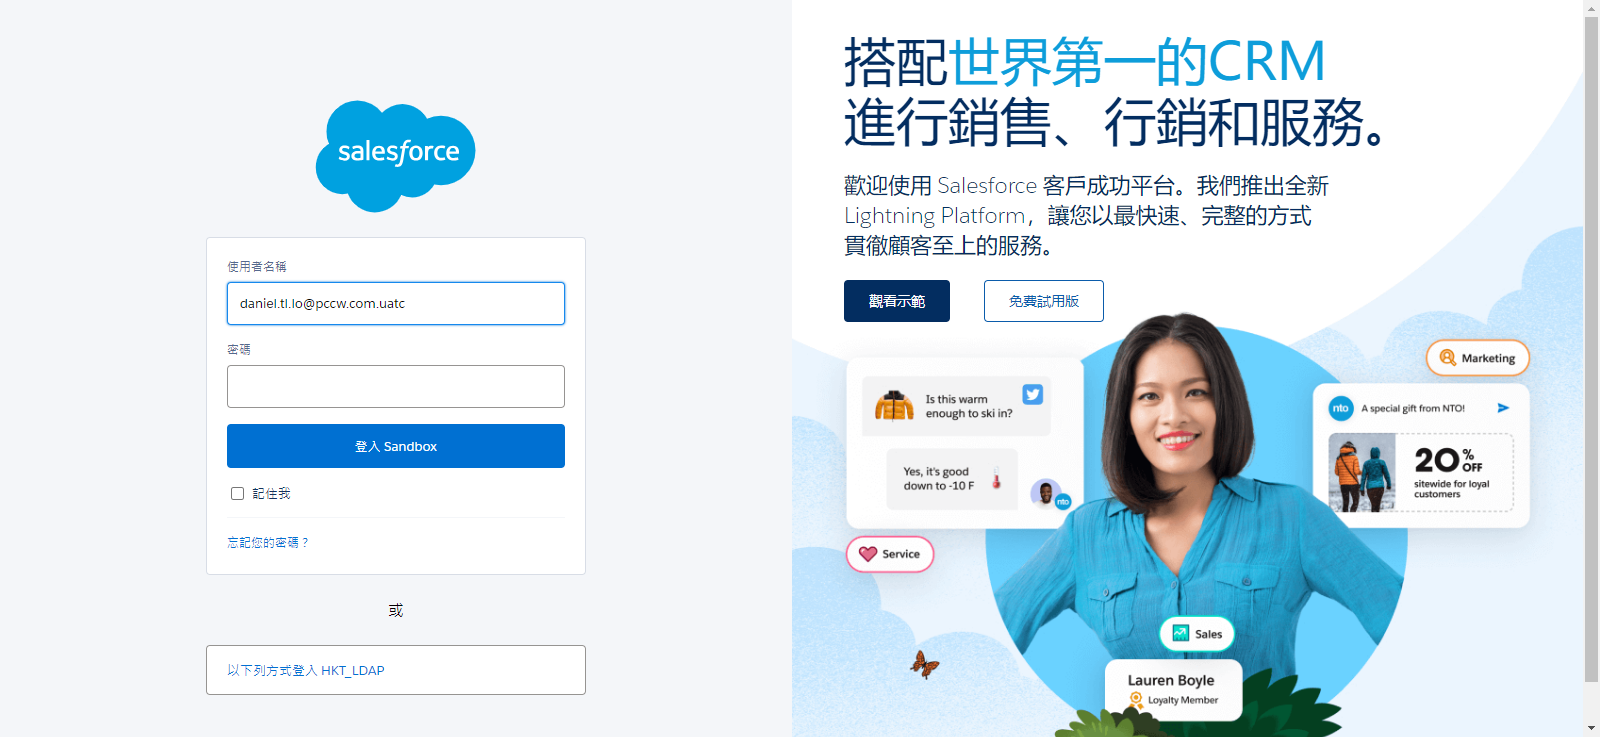 salesforce
使用者名稱
daniel.tl.lo@pccw.com.uatc
密碼
登入 Sandbox
記住我
忘記您的密碼？
或
以下列方式登入 HKT_LDAP
搭配世界第一的CRM
進行銷售、行銷和服務。
歡迎使用 Salesforce 客戶成功平台。我們推出全新
Lightning Platform，讓您以最快速、完整的方式
貫徹顧客至上的服務。
觀看示範
免費試用版
Is this warm
enough to ski in?
Yes, it's good
down to -10 F
nto
Service
Marketing
nto
A special gift from NTO!
20% OFF
sitewide for loyal
customers
Sales
Lauren Boyle
Loyalty Member